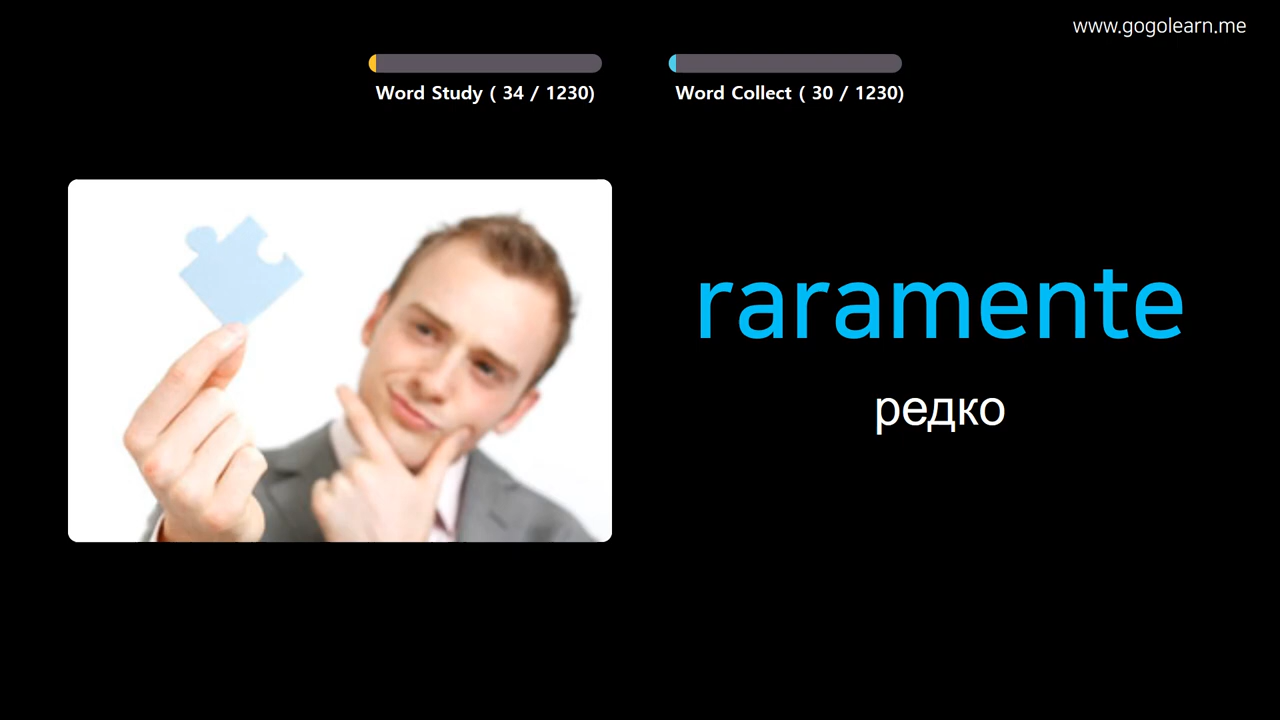 www.gogolearn.me
Word Study ( 34 / 1230)
Word Collect ( 30 / 1230)
raramente
редко